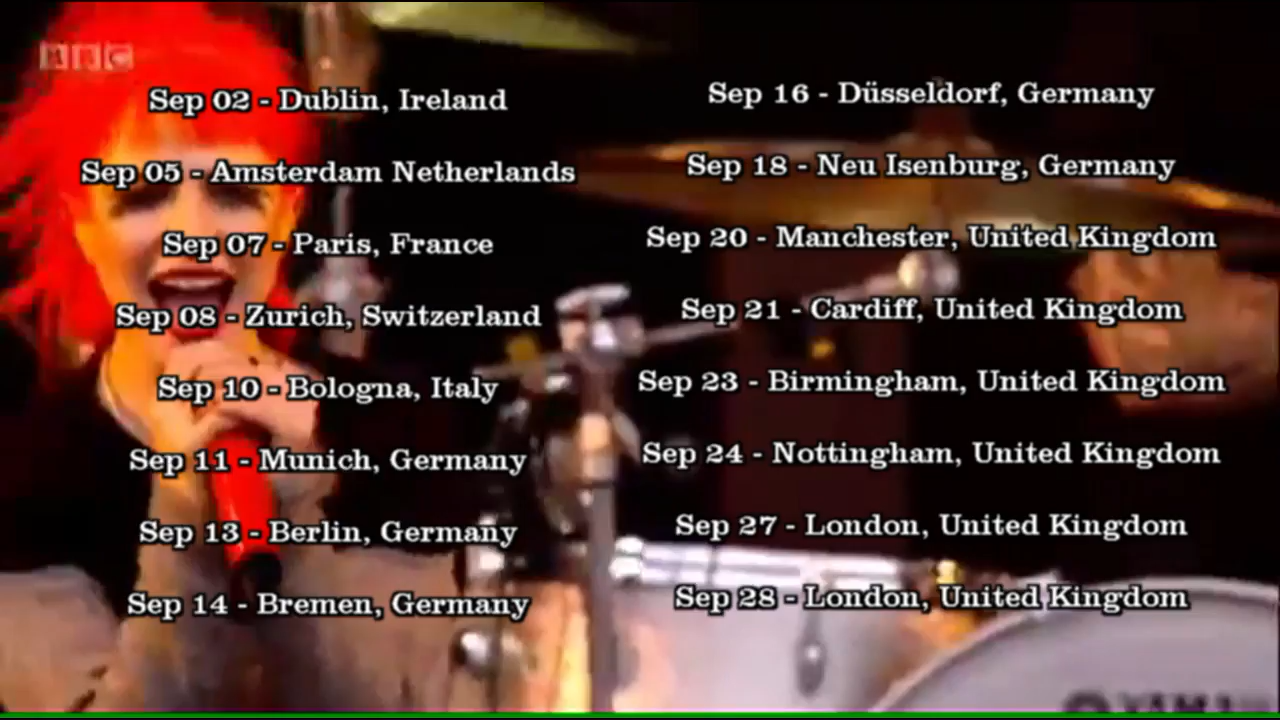 BBC
Sep 02 - Dublin, Ireland
Sep 05 - Amsterdam Netherlands
Sep 07 - Paris, France
Sep 08 - Zurich, Switzerland
Sep 10 - Bologna, Italy
Sep 11 - Munich, Germany
Sep 13 - Berlin, Germany
Sep 14 - Bremen, Germany
Sep 16 - Düsseldorf, Germany
Sep 18 - Neu Isenburg, Germany
Sep 20 - Manchester, United Kingdom
Sep 21 - Cardiff, United Kingdom
Sep 23 - Birmingham, United Kingdom
Sep 24 - Nottingham, United Kingdom
Sep 27 - London, United Kingdom
Sep 28 - London, United Kingdom